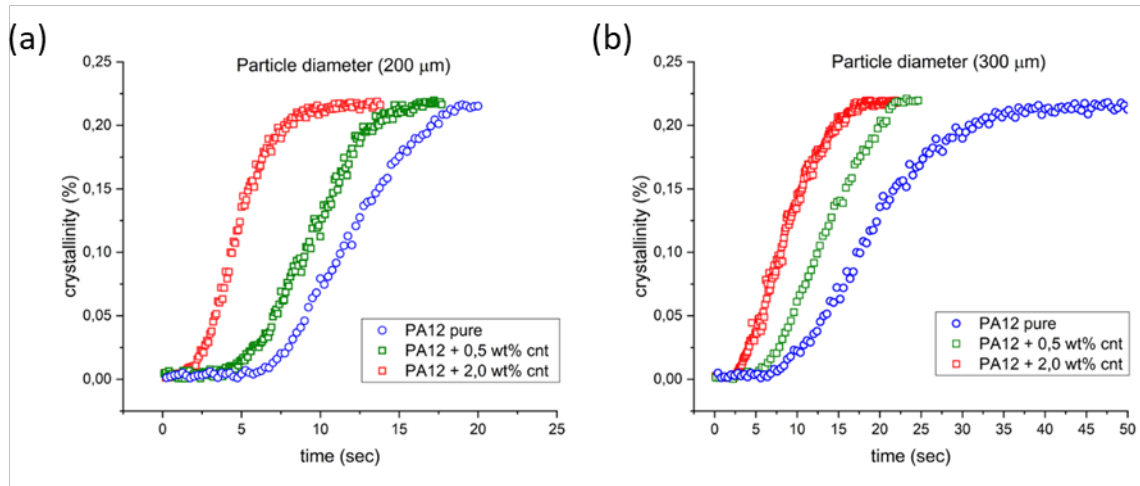 (a)
Particle diameter (200 μm)
0,25
0,20
0,15
0,10
0,05
0,00
crystallinity (%)
PA12 pure
PA12 + 0,5 wt% cnt
PA12 + 2,0 wt% cnt
0 5 10 15 20 25
time (sec)
(b)
Particle diameter (300 μm)
0,25
0,20
0,15
0,10
0,05
0,00
crystallinity (%)
PA12 pure
PA12 + 0,5 wt% cnt
PA12 + 2,0 wt% cnt
0 5 10 15 20 25 30 35 40 45 50
time (sec)